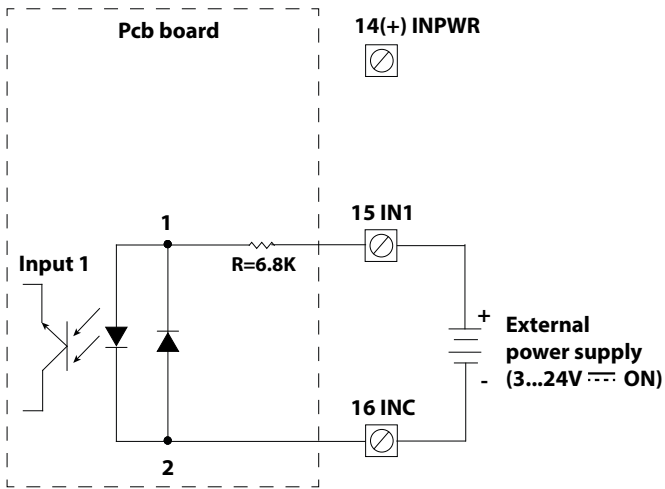 Pcb board
14(+) INPWR
15 IN1
1
Input 1
R=6.8K
+
External
power supply
- (3...24V ⎓ ON)
16 INC
2